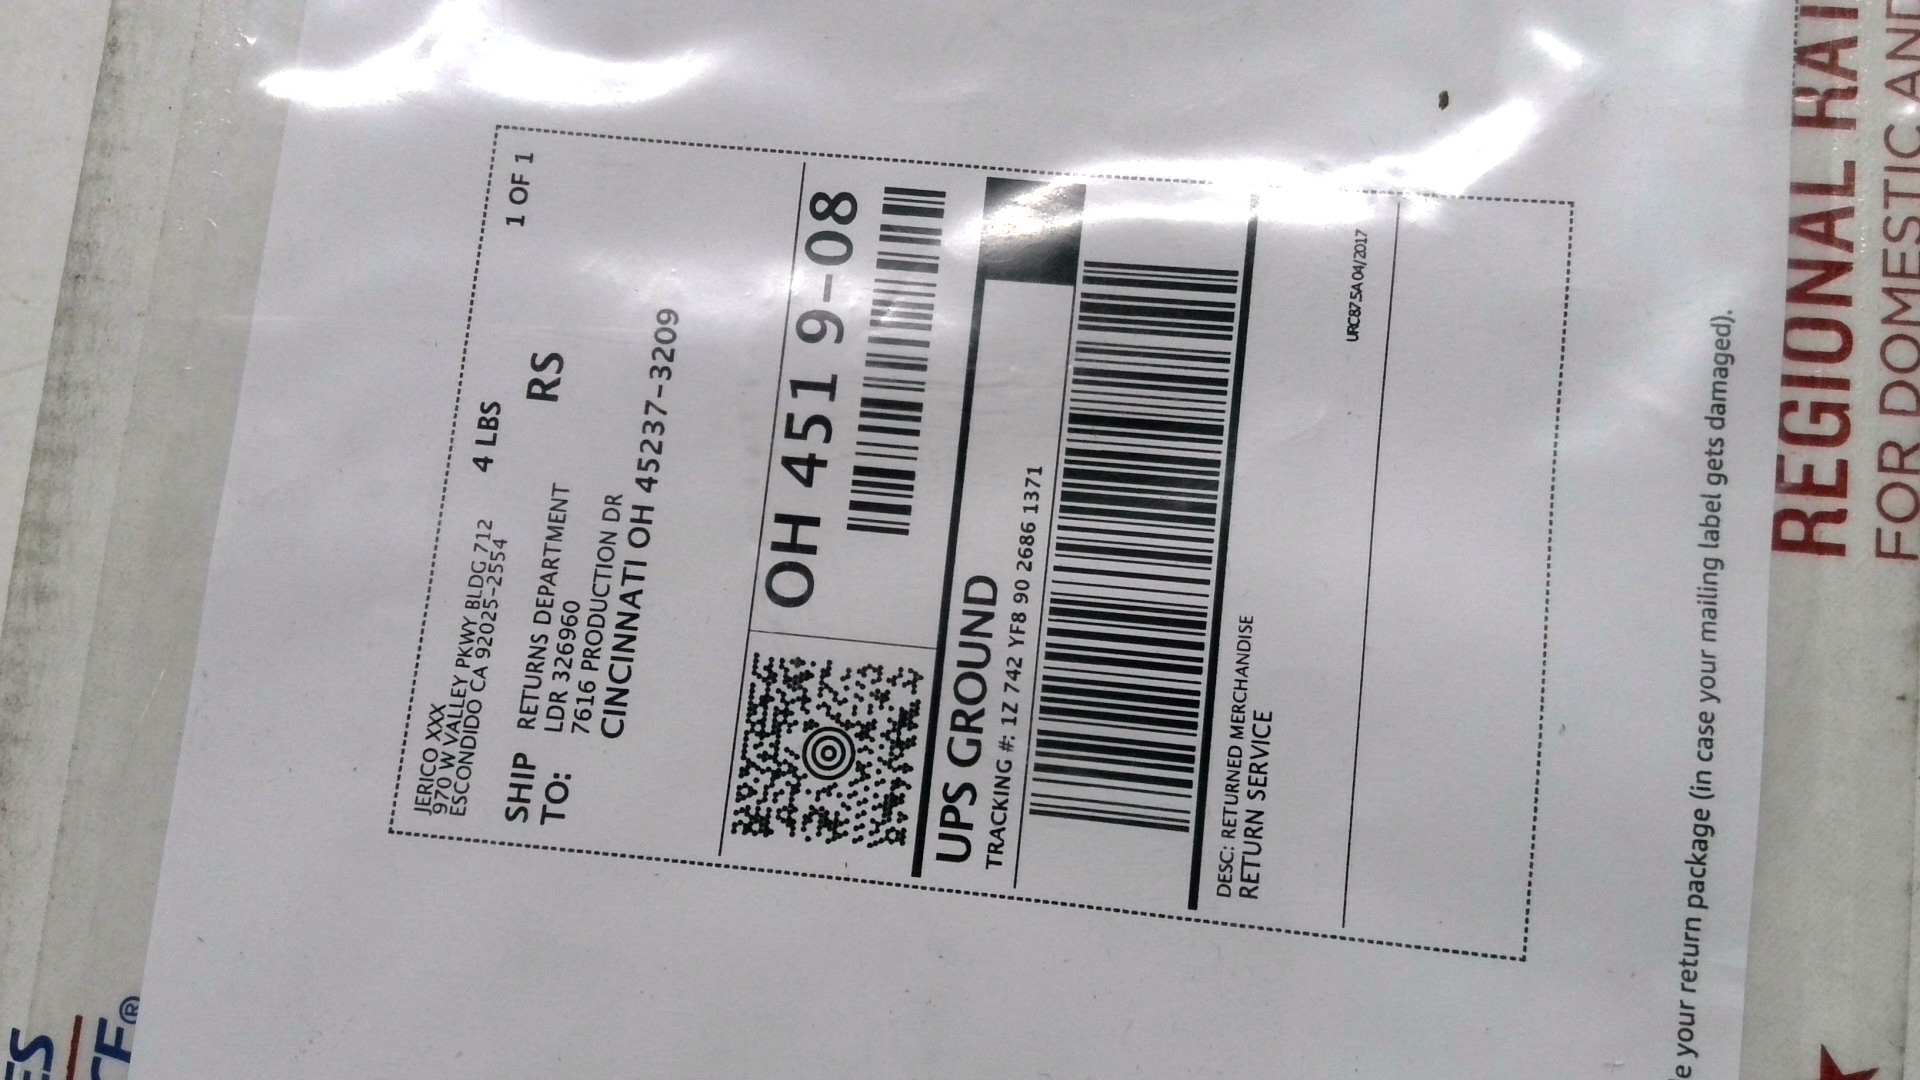 JERICO XXX
970 W VALLEY PKWY BLDG 712
ESCONDIDO CA 92025-2554
4 LBS
1 OF 1
SHIP
TO:
RETURNS DEPARTMENT
LDR 326960
7616 PRODUCTION DR
CINCINNATI OH 45237-3209
RS
OH 451 9-08
UPS GROUND
TRACKING #: 1Z 742 YF8 90 2686 1371
DESC: RETURNED MERCHANDISE
RETURN SERVICE
URC87.5A 04/2017
your return package (in case your mailing label gets damaged).
REGIONAL
FOR DOMESTIC AND